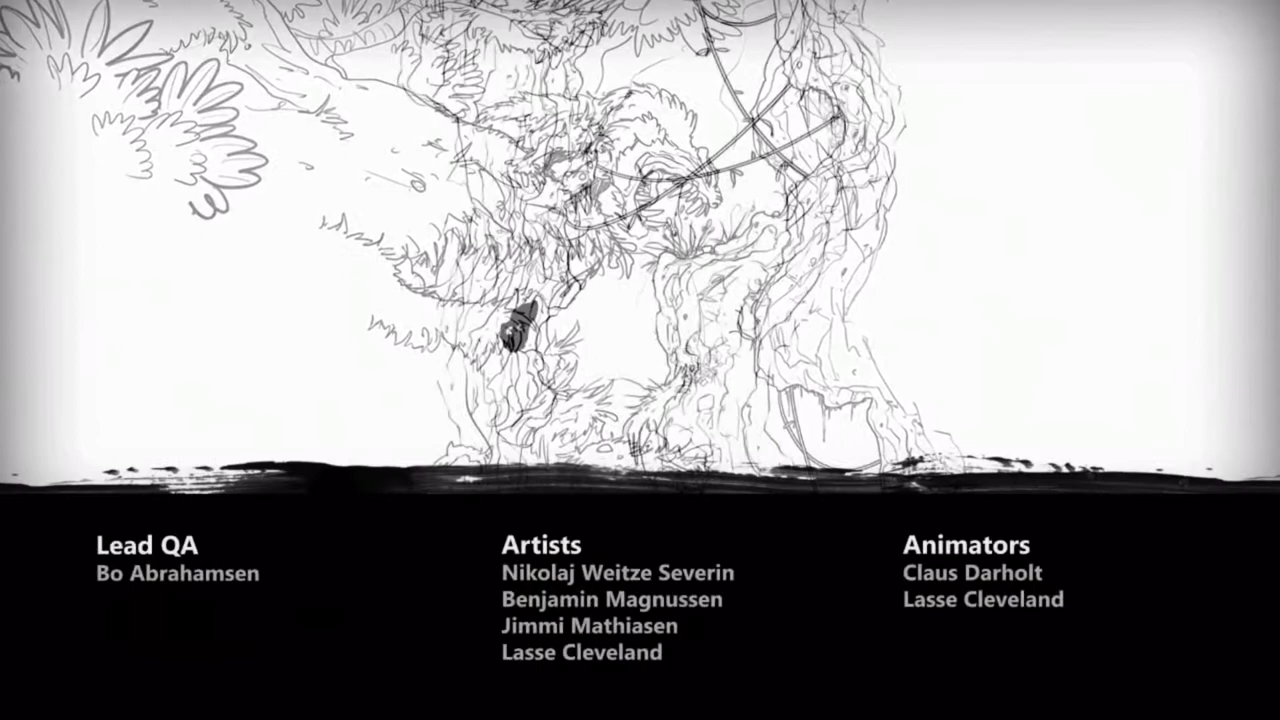 Lead QA
Bo Abrahamsen
Artists
Nikolaj Weitze Severin
Benjamin Magnussen
Jimmi Mathiasen
Lasse Cleveland
Animators
Claus Darholt
Lasse Cleveland